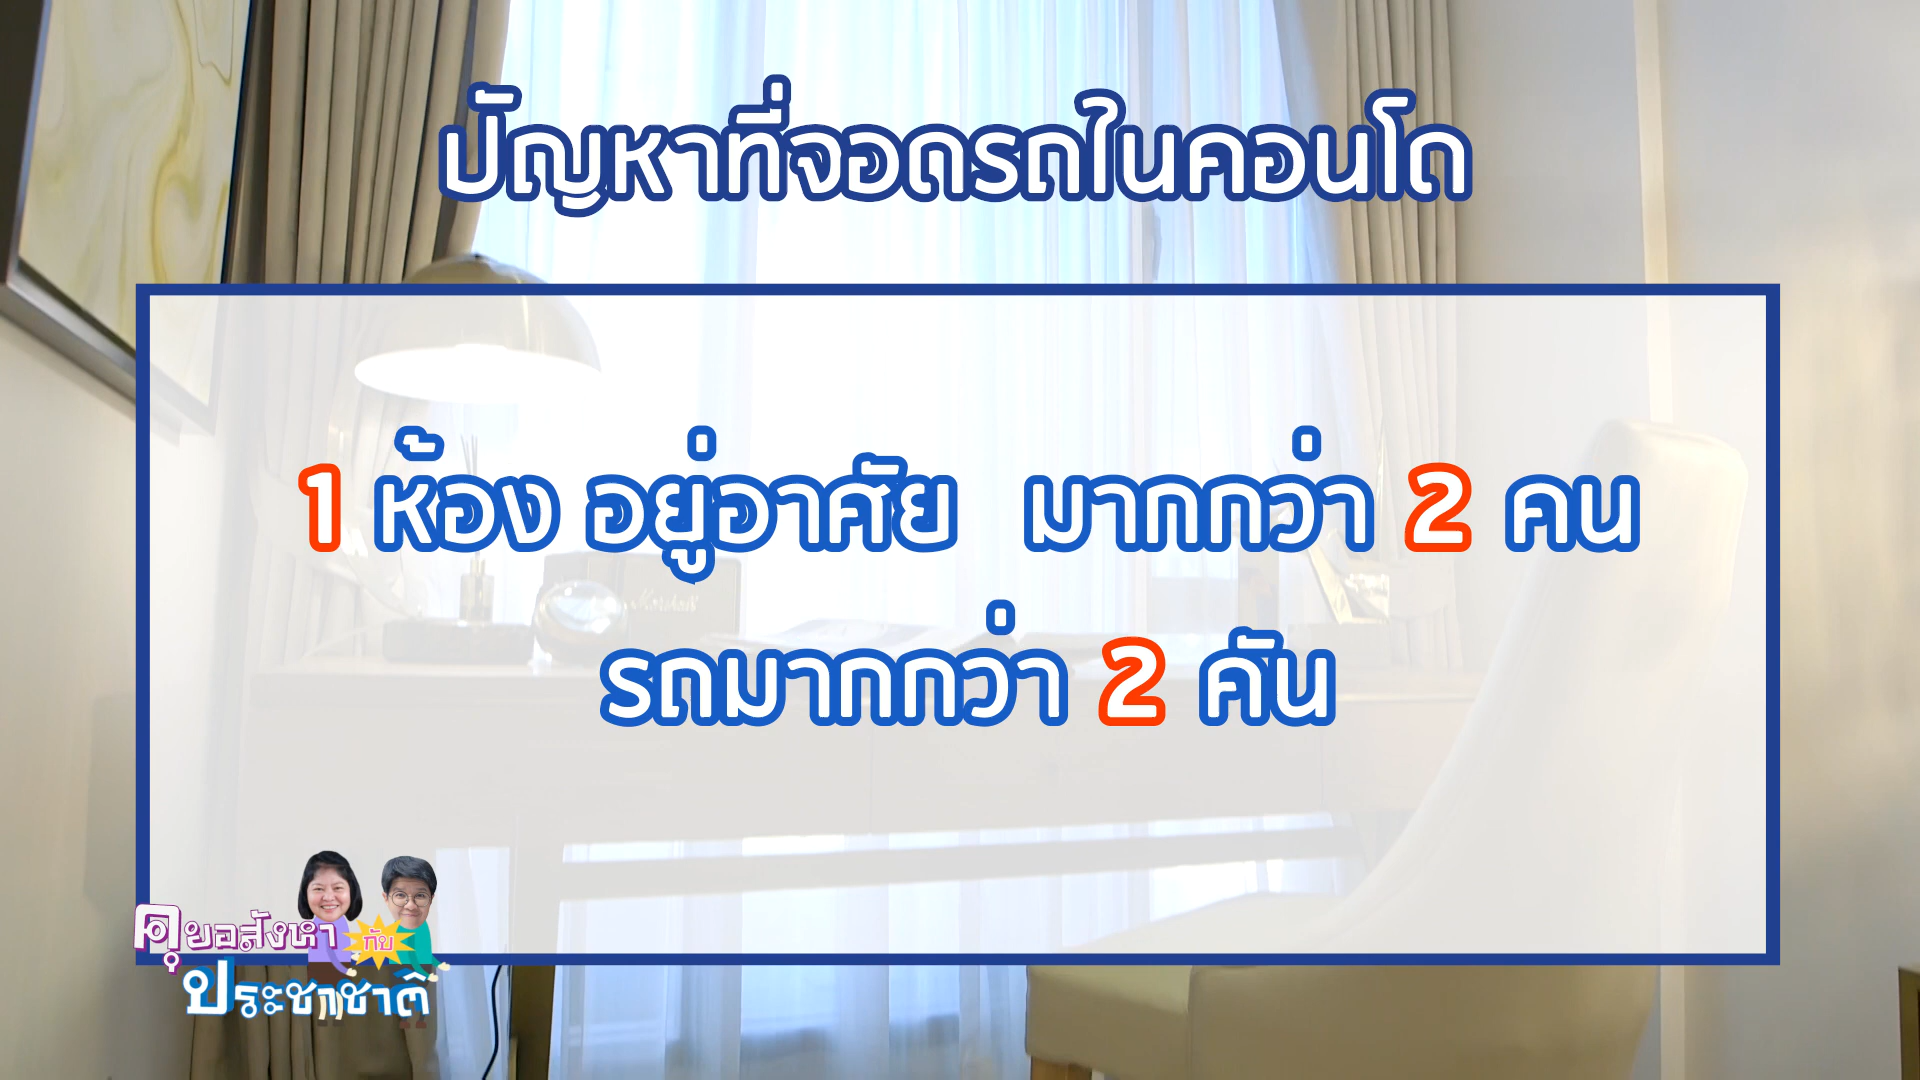 ปัญหาที่จอดรถในคอนโด
1 ห้อง อยู่อาศัย มากกว่า 2 คน
รถมากกว่า 2 คัน
คุยอสังหา
กับ
ประชาชาติ